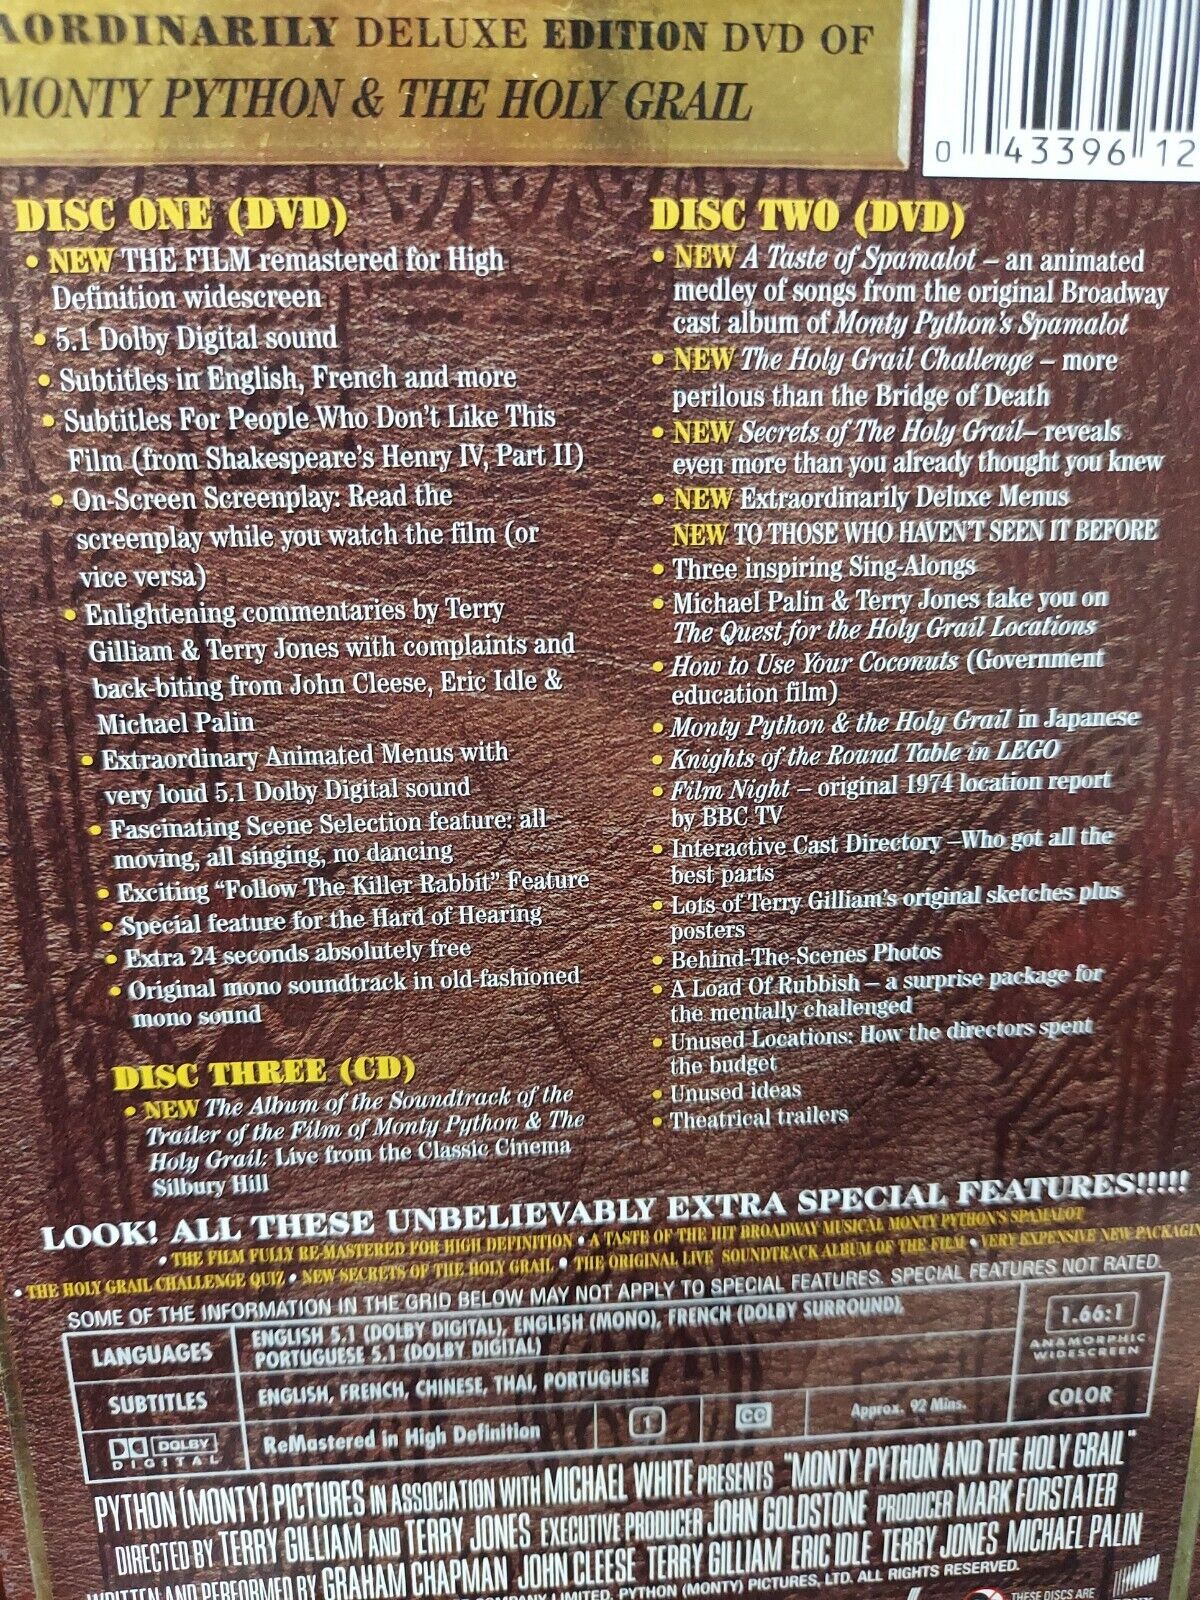 AORDINARILY DELUXE EDITION DVD OF
MONTY PYTHON & THE HOLY GRAIL
0 43396 12
DISC ONE (DVD)
• NEW THE FILM remastered for High
Definition widescreen
• 5.1 Dolby Digital sound
• Subtitles in English, French and more
• Subtitles For People Who Don't Like This
Film (from Shakespeare's Henry IV, Part II)
• On-Screen Screenplay: Read the
screenplay while you watch the film (or
vice versa)
• Enlightening commentaries by Terry
Gilliam & Terry Jones with complaints and
back-biting from John Cleese, Eric Idle &
Michael Palin
• Extraordinary Animated Menus with
very loud 5.1 Dolby Digital sound
• Fascinating Scene Selection feature: all
moving, all singing, no dancing
• Exciting "Follow The Killer Rabbit" Feature
• Special feature for the Hard of Hearing
• Extra 24 seconds absolutely free
• Original mono soundtrack in old-fashioned
mono sound
DISC THREE (CD)
• NEW The Album of the Soundtrack of the
Trailer of the Film of Monty Python & The
Holy Grail: Live from the Classic Cinema
Silbury Hill
DISC TWO (DVD)
• NEW A Taste of Spamalot – an animated
medley of songs from the original Broadway
cast album of Monty Python's Spamalot
• NEW The Holy Grail Challenge – more
perilous than the Bridge of Death
• NEW Secrets of The Holy Grail– reveals
even more than you already thought you knew
• NEW Extraordinarily Deluxe Menus
NEW TO THOSE WHO HAVEN'T SEEN IT BEFORE
• Three inspiring Sing-Alongs
• Michael Palin & Terry Jones take you on
The Quest for the Holy Grail Locations
• How to Use Your Coconuts (Government
education film)
• Monty Python & the Holy Grail in Japanese
• Knights of the Round Table in LEGO
• Film Night – original 1974 location report
by BBC TV
• Interactive Cast Directory –Who got all the
best parts
• Lots of Terry Gilliam's original sketches plus
posters
• Behind-The-Scenes Photos
• A Load Of Rubbish – a surprise package for
the mentally challenged
• Unused Locations: How the directors spent
the budget
• Unused ideas
• Theatrical trailers
LOOK! ALL THESE UNBELIEVABLY EXTRA SPECIAL FEATURES!!!!!
• THE FILM FULLY RE-MASTERED FOR HIGH DEFINITION • A TASTE OF THE HIT BROADWAY MUSICAL MONTY PYTHON'S SPAMALOT
• THE HOLY GRAIL CHALLENGE QUIZ • NEW SECRETS OF THE HOLY GRAIL • THE ORIGINAL LIVE SOUNDTRACK ALBUM OF THE FILM • VERY EXPENSIVE NEW PACKAGE
SOME OF THE INFORMATION IN THE GRID BELOW MAY NOT APPLY TO SPECIAL FEATURES. SPECIAL FEATURES NOT RATED.
LANGUAGES
ENGLISH 5.1 (DOLBY DIGITAL), ENGLISH (MONO), FRENCH (DOLBY SURROUND),
PORTUGUESE 5.1 (DOLBY DIGITAL)
1.66:1
ANAMORPHIC
WIDESCREEN
SUBTITLES
ENGLISH, FRENCH, CHINESE, THAI, PORTUGUESE
COLOR
DOLBY
DIGITAL
ReMastered in High Definition
1
CC
Approx. 92 Mins.
PYTHON (MONTY) PICTURES IN ASSOCIATION WITH MICHAEL WHITE PRESENTS "MONTY PYTHON AND THE HOLY GRAIL"
DIRECTED BY TERRY GILLIAM AND TERRY JONES EXECUTIVE PRODUCER JOHN GOLDSTONE PRODUCER MARK FORSTATER
WRITTEN AND PERFORMED BY GRAHAM CHAPMAN JOHN CLEESE TERRY GILLIAM ERIC IDLE TERRY JONES MICHAEL PALIN
COMPANY LIMITED. PYTHON (MONTY) PICTURES, LTD. ALL RIGHTS RESERVED.
THESE DISCS ARE
SONY